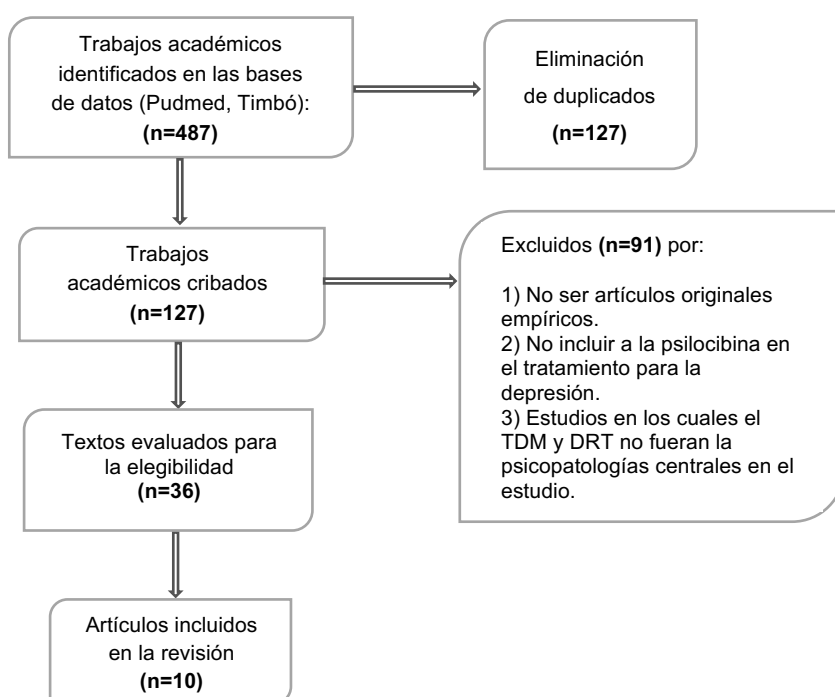 Trabajos académicos
identificados en las bases
de datos (Pudmed, Timbó):
(n=487)
Eliminación
de duplicados
(n=127)
Trabajos
académicos cribados
(n=127)
Excluidos (n=91) por:
1) No ser artículos originales
empíricos.
2) No incluir a la psilocibina en
el tratamiento para la
depresión.
3) Estudios en los cuales el
TDM y DRT no fueran la
psicopatologías centrales en el
estudio.
Textos evaluados para
la elegibilidad
(n=36)
Artículos incluidos
en la revisión
(n=10)